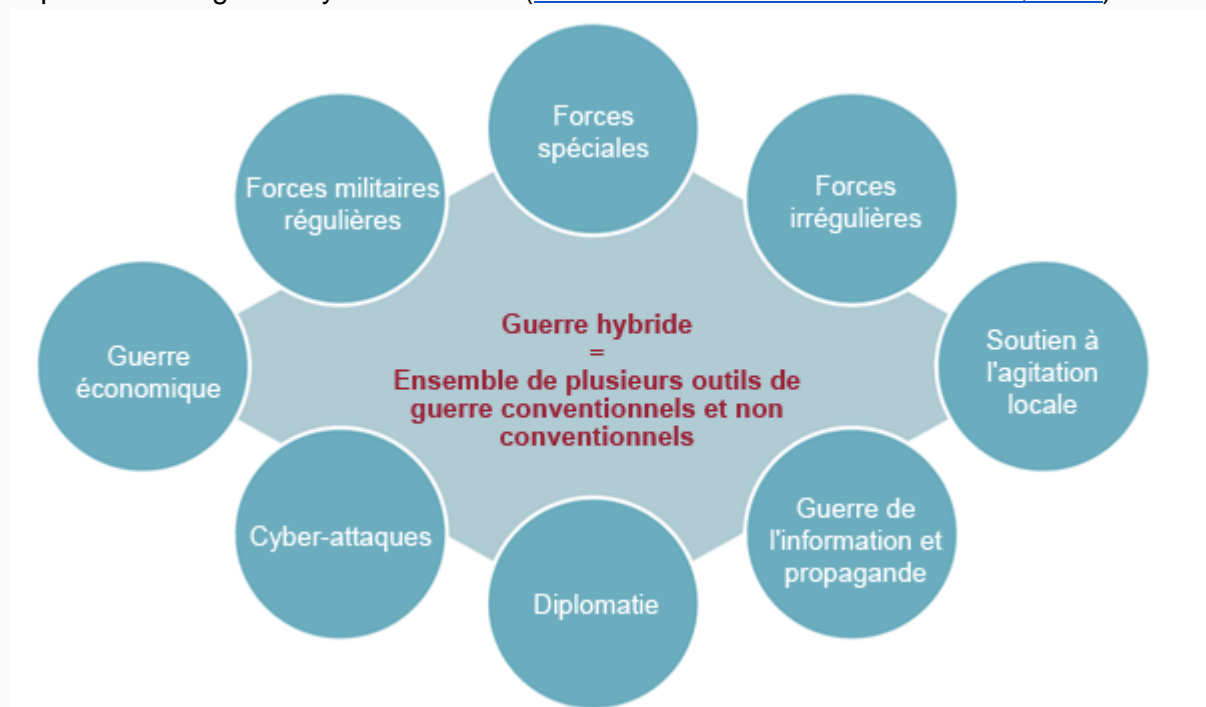 Forces
spéciales
Forces militaires
régulières
Forces
irrégulières
Guerre
économique
Guerre hybride
=
Ensemble de plusieurs outils de
guerre conventionnels et non
conventionnels
Soutien à
l'agitation
locale
Cyber-attaques
Guerre de
l'information et
propagande
Diplomatie